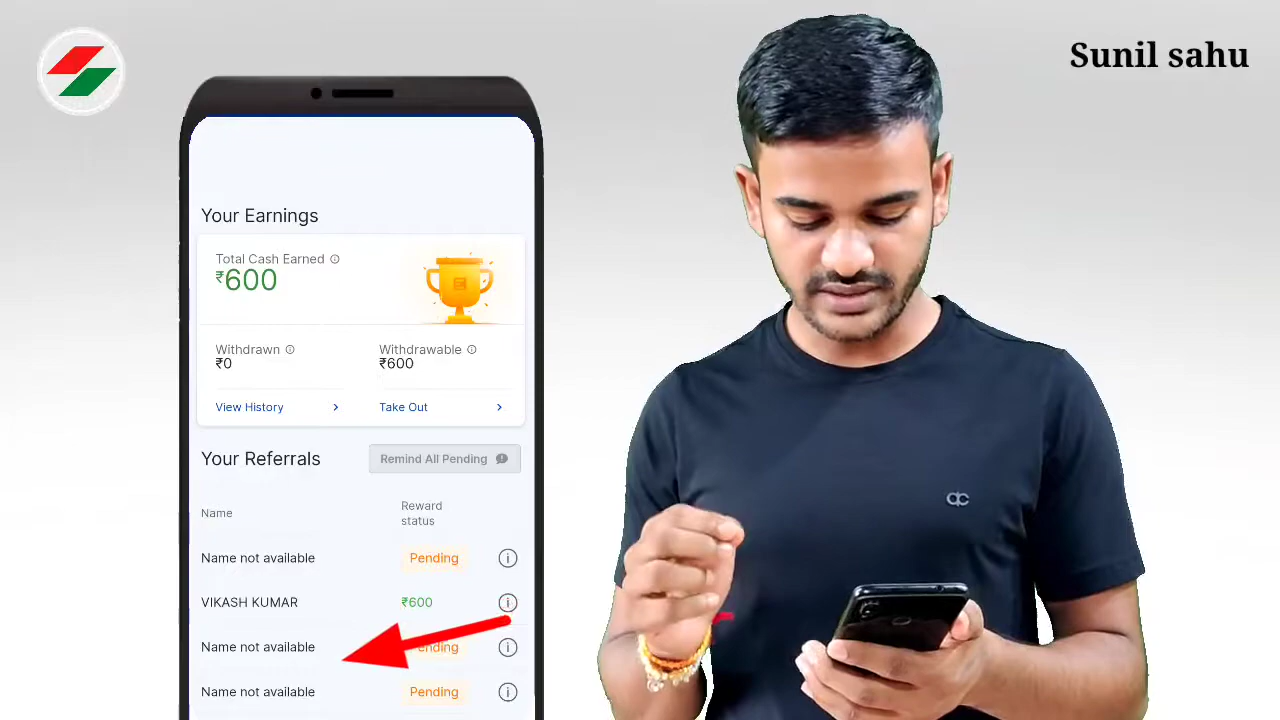 Sunil sahu
Your Earnings
Total Cash Earned
₹600
Withdrawn
Withdrawable
₹0
₹600
View History
Take Out
Your Referrals
Remind All Pending
Name
Reward
status
Name not available
Pending
VIKASH KUMAR
₹600
Name not available
Pending
Name not available
Pending